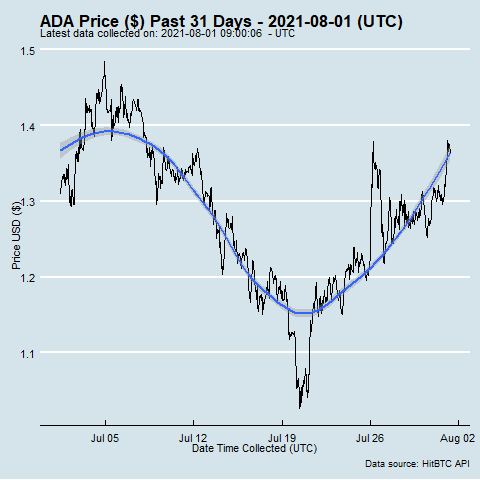 ADA Price ($) Past 31 Days - 2021-08-01 (UTC)
Latest data collected on: 2021-08-01 09:00:06 - UTC
1.5
1.4
1.3
1.2
1.1
Price USD ($)
Jul 05 Jul 12 Jul 19 Jul 26 Aug 02
Date Time Collected (UTC)
Data source: HitBTC API